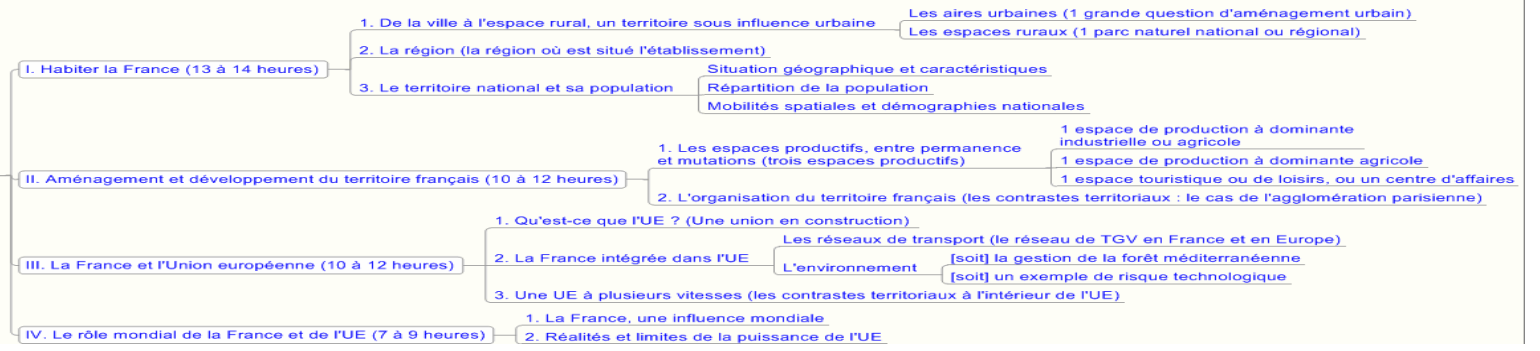 I. Habiter la France (13 à 14 heures)
1. De la ville à l'espace rural, un territoire sous influence urbaine
Les aires urbaines (1 grande question d'aménagement urbain)
Les espaces ruraux (1 parc naturel national ou régional)
2. La région (la région où est situé l'établissement)
3. Le territoire national et sa population
Situation géographique et caractéristiques
Répartition de la population
Mobilités spatiales et démographies nationales
II. Aménagement et développement du territoire français (10 à 12 heures)
1. Les espaces productifs, entre permanence
et mutations (trois espaces productifs)
1 espace de production à dominante
industrielle ou agricole
1 espace de production à dominante agricole
1 espace touristique ou de loisirs, ou un centre d'affaires
2. L'organisation du territoire français (les contrastes territoriaux : le cas de l'agglomération parisienne)
III. La France et l'Union européenne (10 à 12 heures)
1. Qu'est-ce que l'UE ? (Une union en construction)
2. La France intégrée dans l'UE
Les réseaux de transport (le réseau de TGV en France et en Europe)
L'environnement
[soit] la gestion de la forêt méditerranéenne
[soit] un exemple de risque technologique
3. Une UE à plusieurs vitesses (les contrastes territoriaux à l'intérieur de l'UE)
IV. Le rôle mondial de la France et de l'UE (7 à 9 heures)
1. La France, une influence mondiale
2. Réalités et limites de la puissance de l'UE